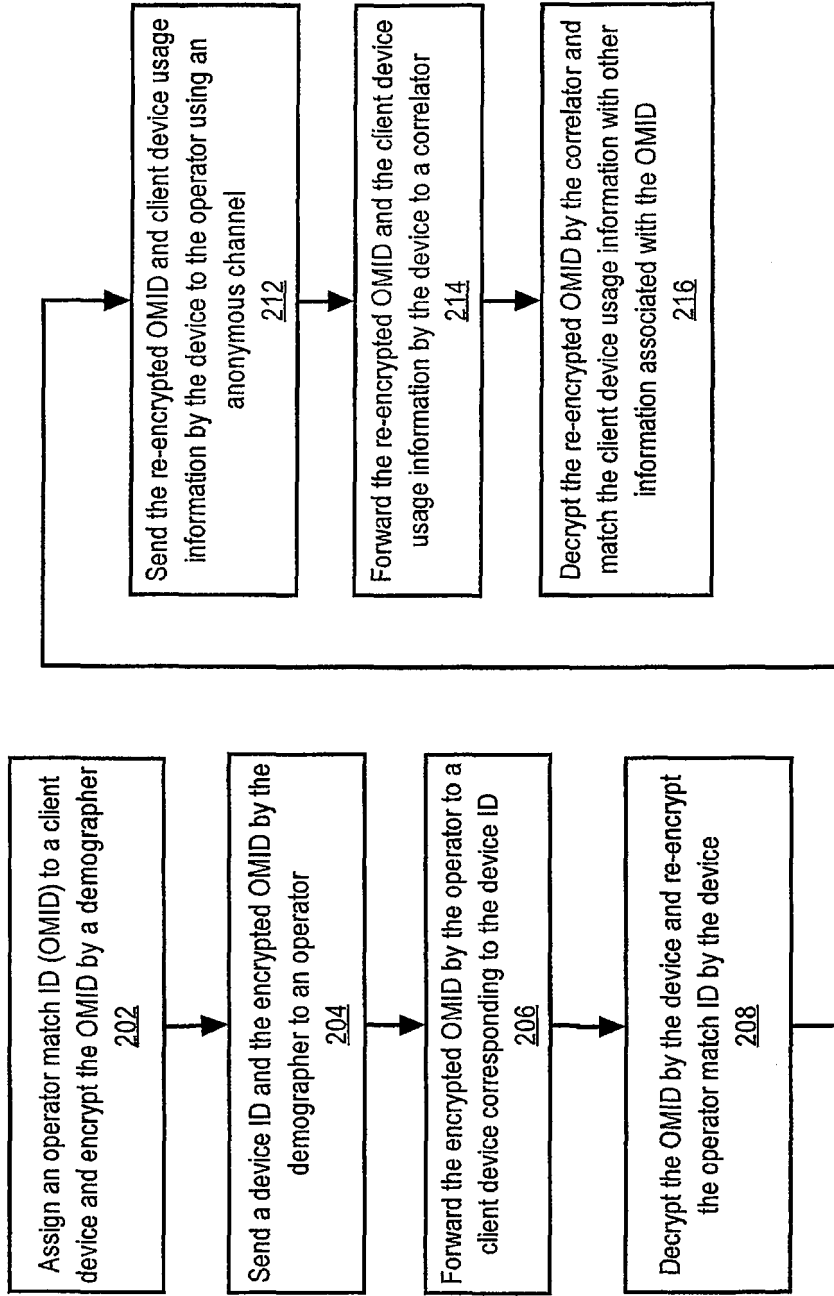 Assign an operator match ID (OMID) to a client
device and encrypt the OMID by a demographer
202
Send a device ID and the encrypted OMID by the
demographer to an operator
204
Forward the encrypted OMID by the operator to a
client device corresponding to the device ID
206
Decrypt the OMID by the device and re-encrypt
the operator match ID by the device
208
Send the re-encrypted OMID and client device usage
information by the device to the operator using an
anonymous channel
212
Forward the re-encrypted OMID and the client device
usage information by the device to a correlator
214
Decrypt the re-encrypted OMID by the correlator and
match the client device usage information with other
information associated with the OMID
216